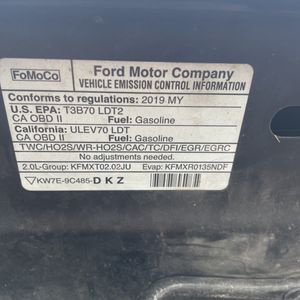 FoMoCo
Ford Motor Company
VEHICLE EMISSION CONTROL INFORMATION
Conforms to regulations: 2019 MY
U.S. EPA: T3B70 LDT2
CA OBD II Fuel: Gasoline
California: ULEV70 LDT
CA OBD II Fuel: Gasoline
TWC/HO2S/WR-HO2S/CAC/TC/DFI/EGR/EGRC
No adjustments needed.
2.0L-Group: KFMXT02.02JU Evap: KFMXR0135NDF
KW7E-9C485-DKZ